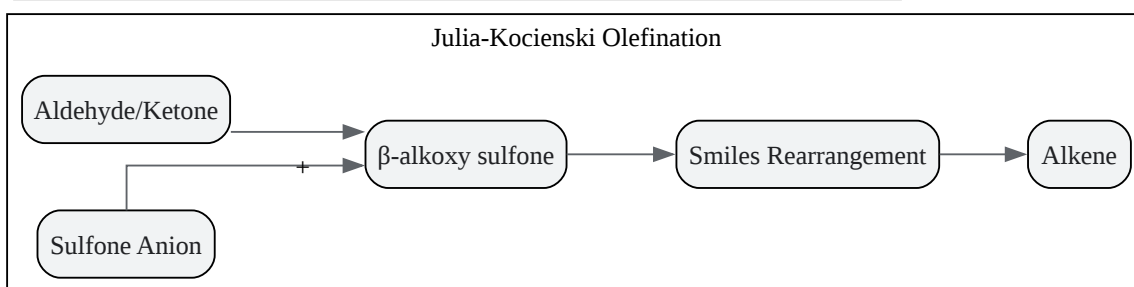 Julia-Kocienski Olefination
Aldehyde/Ketone
β-alkoxy sulfone
Smiles Rearrangement
Alkene
+
Sulfone Anion